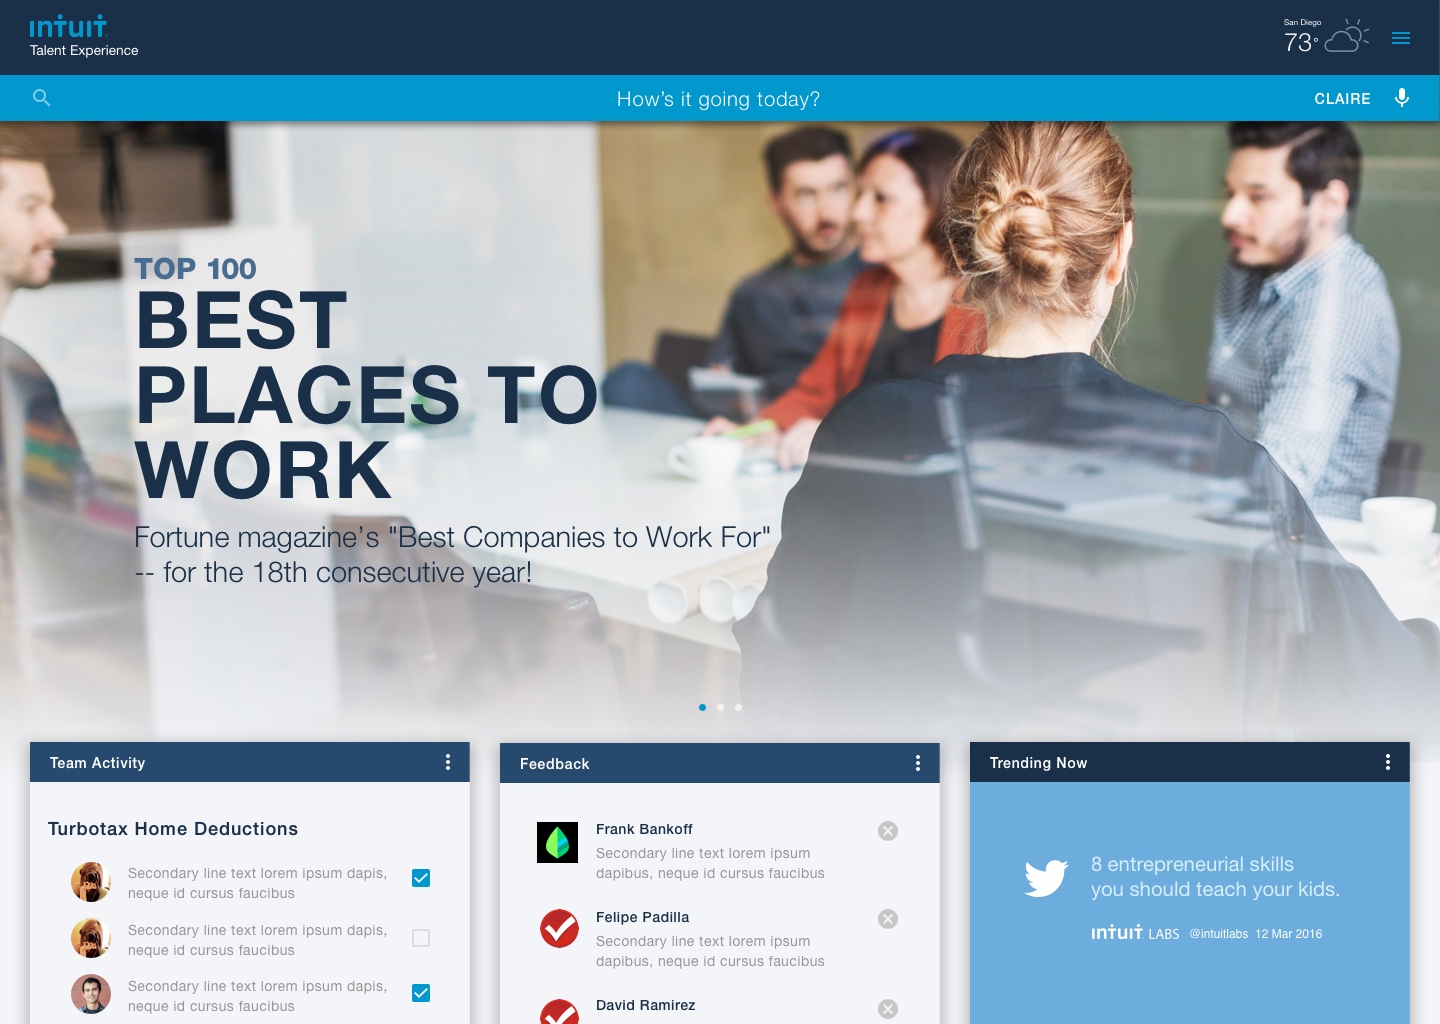 intuit
Talent Experience
San Diego
73°
How's it going today?
CLAIRE
TOP 100
BEST
PLACES TO
WORK
Fortune magazine's "Best Companies to Work For"
-- for the 18th consecutive year!
Team Activity
Turbotax Home Deductions
Secondary line text lorem ipsum dapis,
neque id cursus faucibus
Secondary line text lorem ipsum dapis,
neque id cursus faucibus
Secondary line text lorem ipsum dapis,
neque id cursus faucibus
Feedback
Frank Bankoff
Secondary line text lorem ipsum
dapibus, neque id cursus faucibus
Felipe Padilla
Secondary line text lorem ipsum
dapibus, neque id cursus faucibus
David Ramirez
Trending Now
8 entrepreneurial skills
you should teach your kids.
intuit LABS @intuitlabs 12 Mar 2016